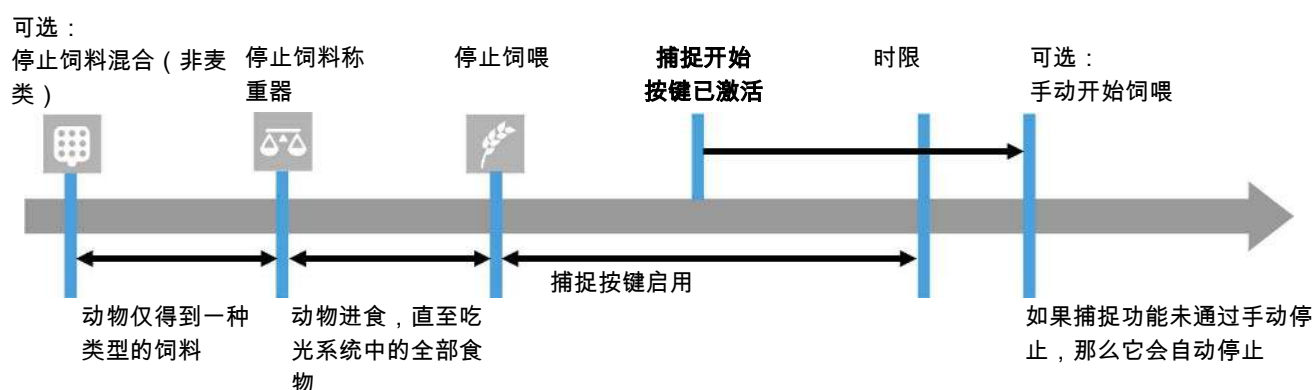 可选：
停止饲料混合（非麦
类）
停止饲料称
重器
停止饲喂
捕捉开始
按键已激活
时限
可选：
手动开始饲喂
捕捉按键启用
动物仅得到一种
类型的饲料
动物进食，直至吃
光系统中的全部食
物
如果捕捉功能未通过手动停
止，那么它会自动停止